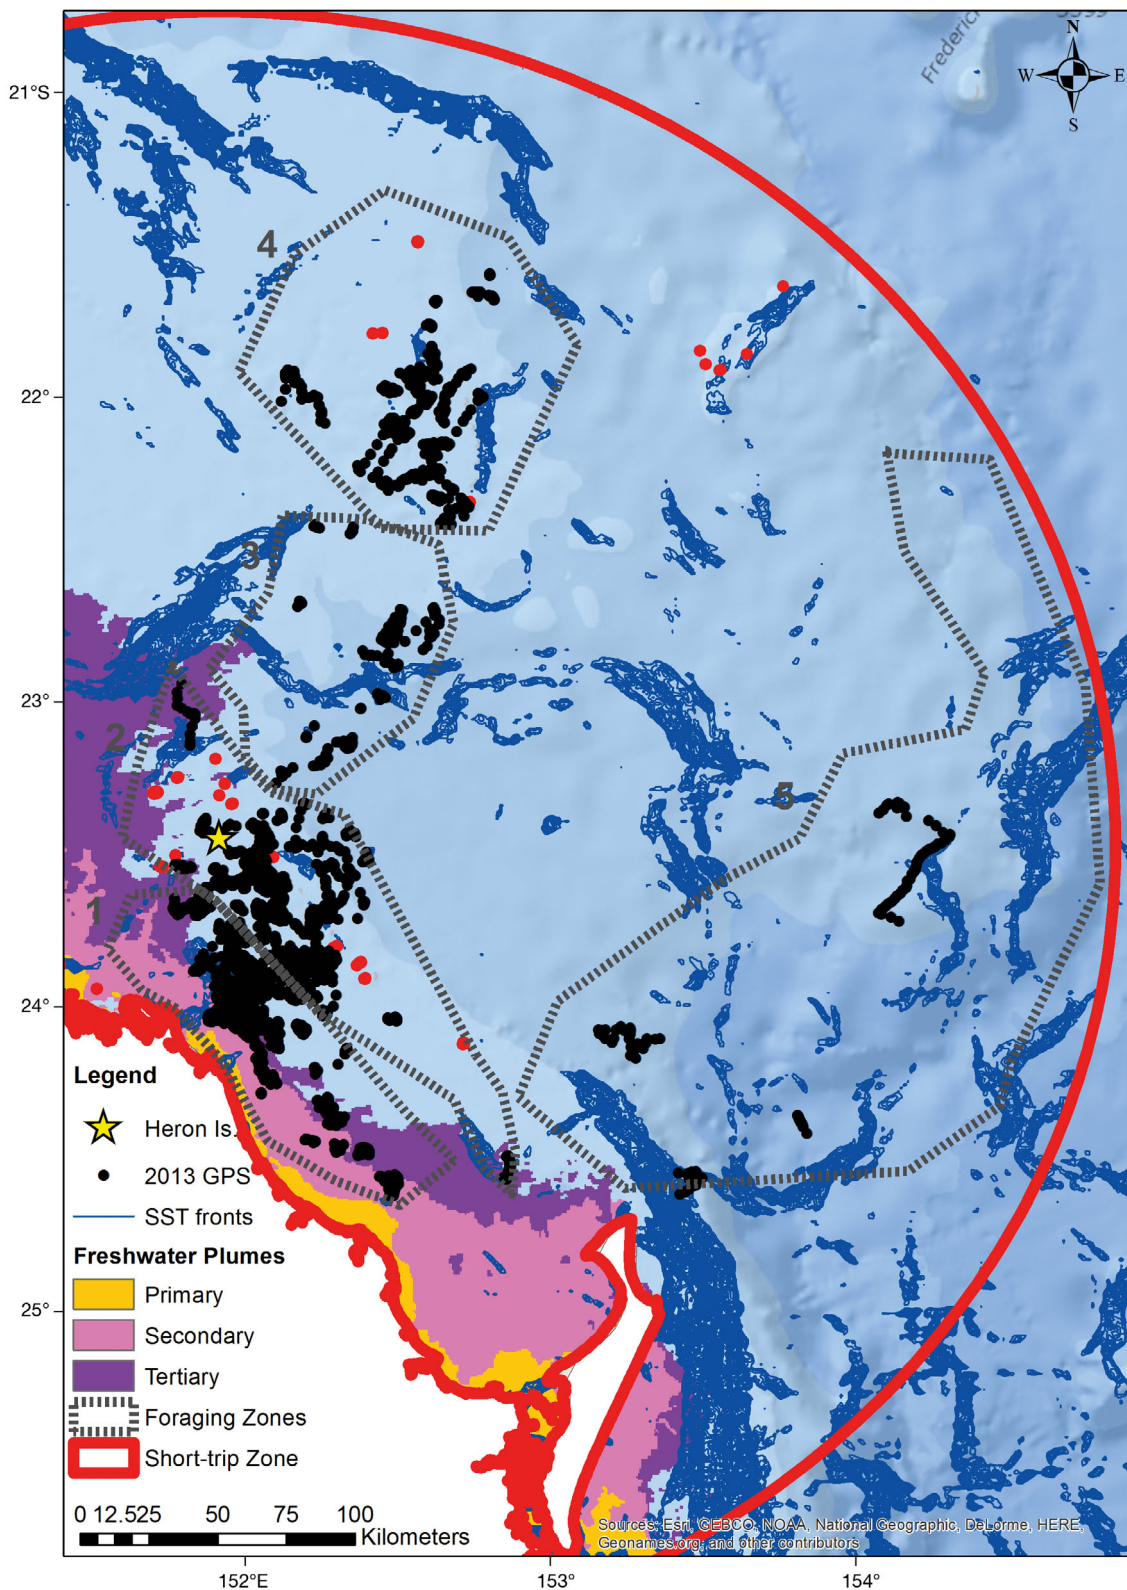 Frederick
3399
N
W E
S
21°S
4
22°
3
23°
2
5
1
24°
Legend
Heron Is.
2013 GPS
SST fronts
Freshwater Plumes
Primary
25°
Secondary
Tertiary
Foraging Zones
Short-trip Zone
0 12.525 50 75 100
Kilometers
Sources: Esri, GEBCO, NOAA, National Geographic, DeLorme, HERE,
Geonames.org, and other contributors
152°E 153° 154°